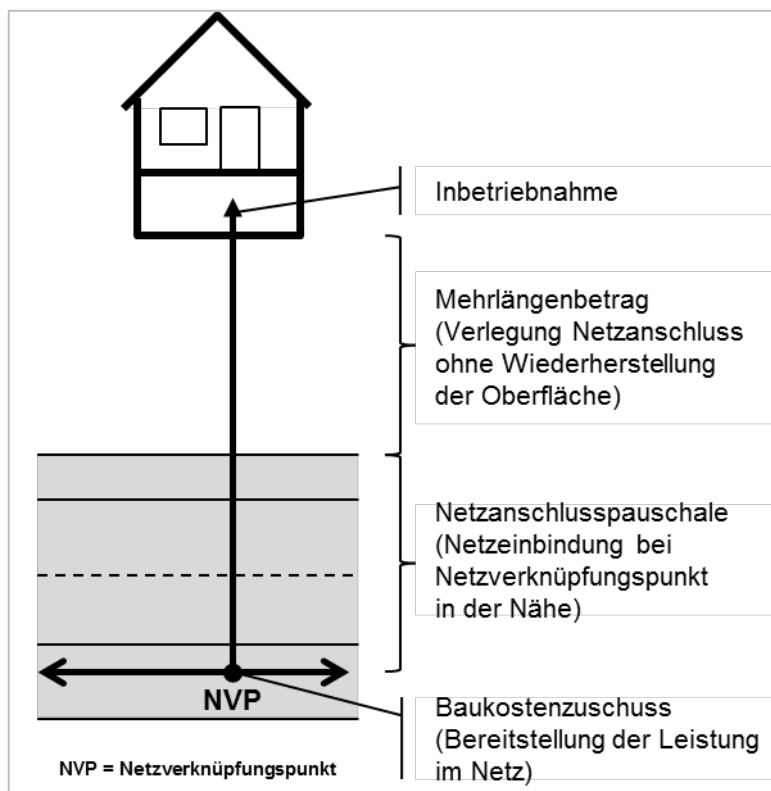 Inbetriebnahme
Mehrlängenbetrag
(Verlegung Netzanschluss
ohne Wiederherstellung
der Oberfläche)
Netzanschlusspauschale
(Netzeinbindung bei
Netzverknüpfungspunkt
in der Nähe)
NVP
Baukostenzuschuss
(Bereitstellung der Leistung
im Netz)
NVP = Netzverknüpfungspunkt